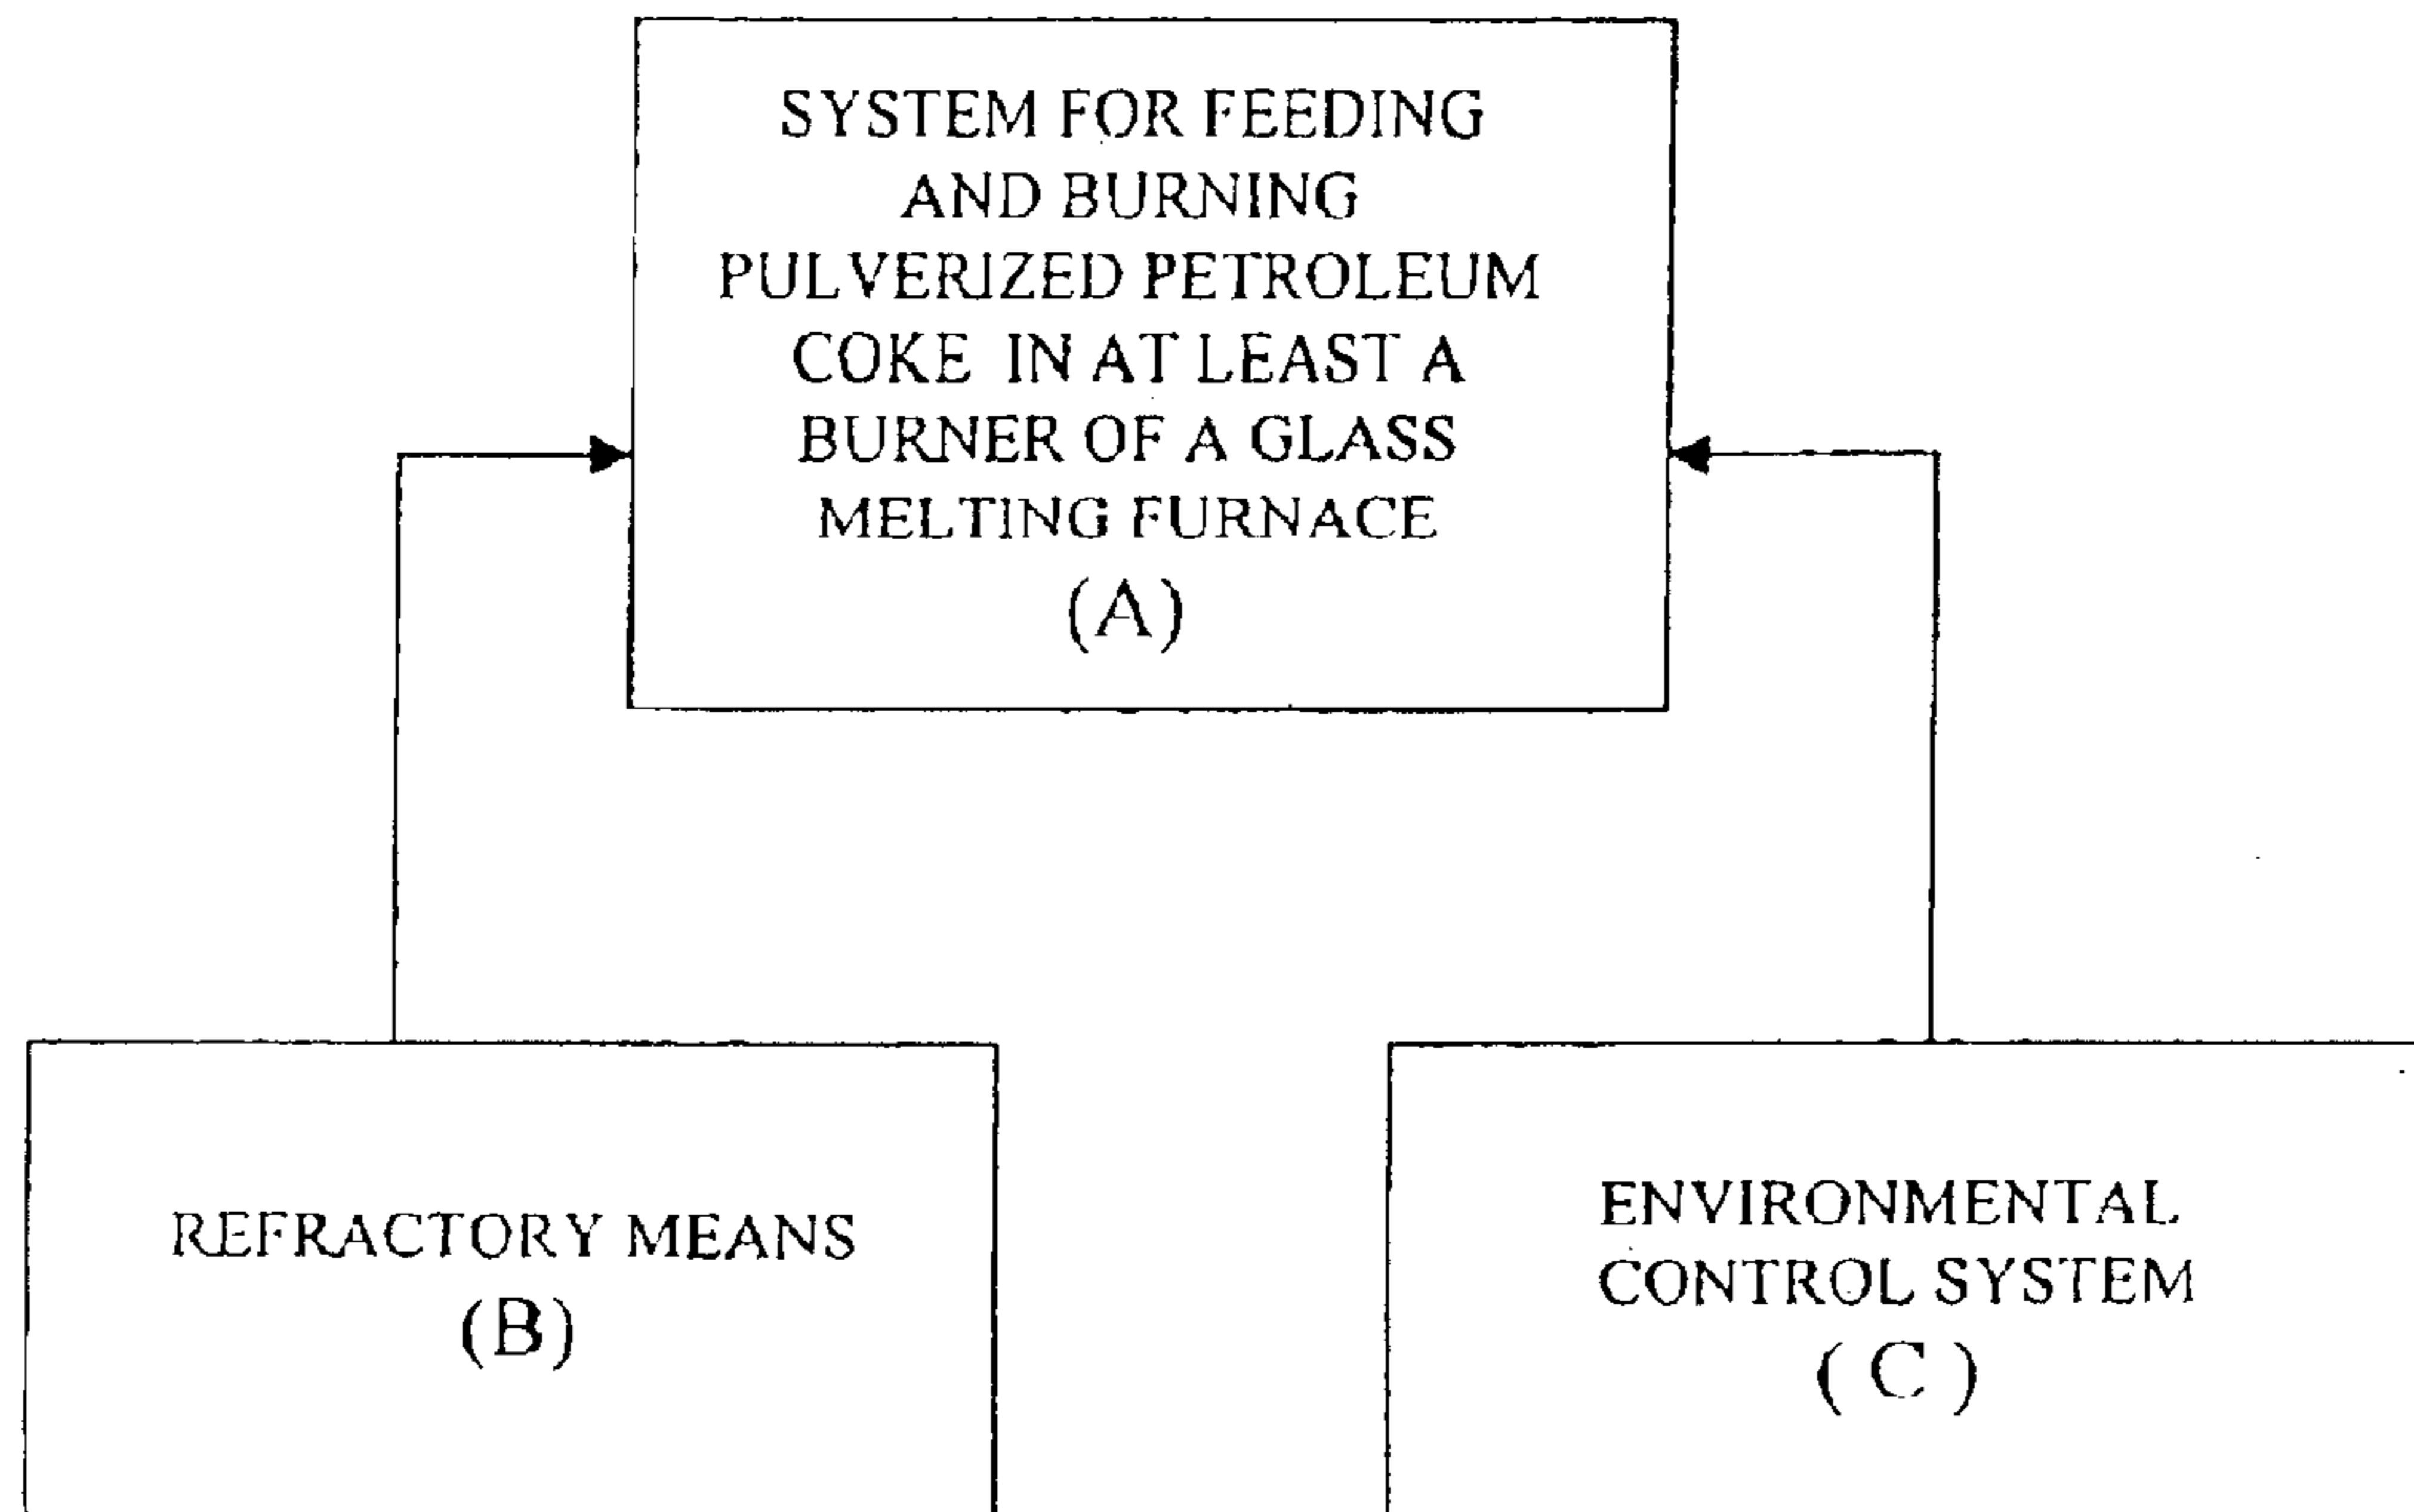 SYSTEM FOR FEEDING
AND BURNING
PULVERIZED PETROLEUM
COKE IN AT LEAST A
BURNER OF A GLASS
MELTING FURNACE
(A)
REFRACTORY MEANS
(B)
ENVIRONMENTAL
CONTROL SYSTEM
( C )